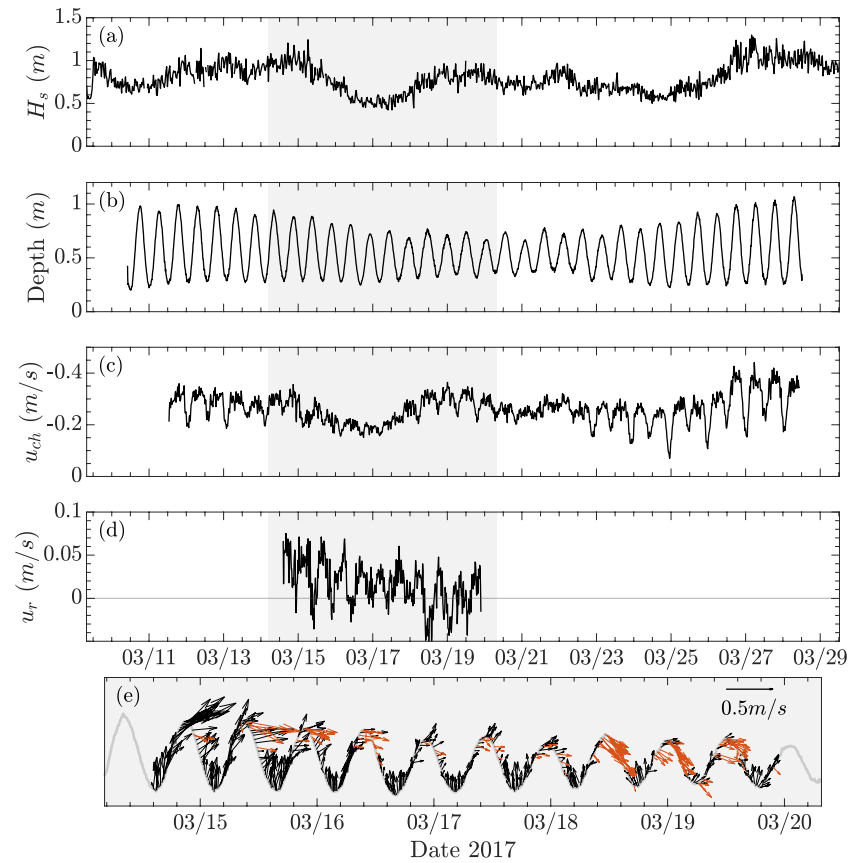 (a)
1.5
1
0.5
0
H_s (m)
(b)
1
0.5
0
Depth (m)
(c)
-0.4
-0.2
0
u_{ch} (m/s)
(d)
0.1
0.05
0
u_r (m/s)
03/11 03/13 03/15 03/17 03/19 03/21 03/23 03/25 03/27 03/29
(e)
0.5m/s
03/15 03/16 03/17 03/18 03/19 03/20
Date 2017